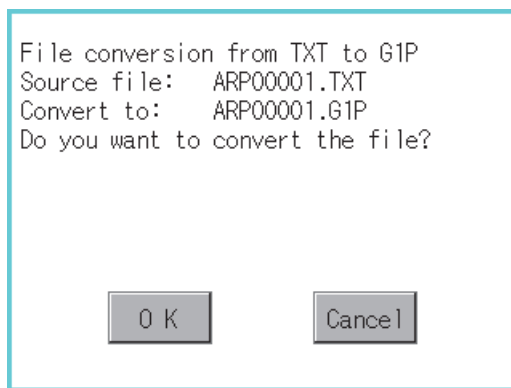 File conversion from TXT to G1P
Source file: ARP00001.TXT
Convert to: ARP00001.G1P
Do you want to convert the file?
O K
Cancel